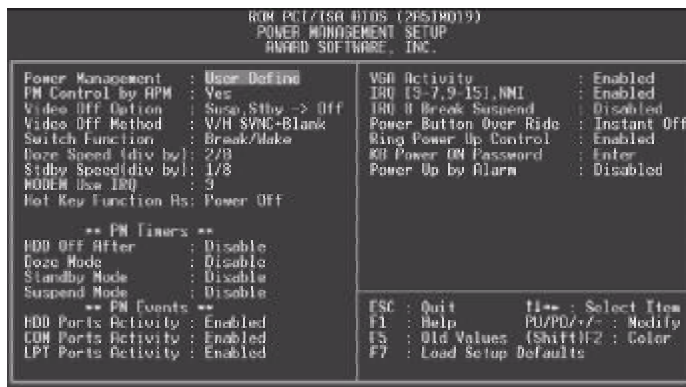 ROM PCI/ISA BIOS (2A5IMQ19)
POWER MANAGEMENT SETUP
AWARD SOFTWARE, INC.
Power Management : User Define
PM Control by APM : Yes
Video Off Option : Susp,Stby -> Off
Video Off Method : V/H SYNC+Blank
Switch Function : Break/Wake
Doze Speed (div by): 2/8
Stdby Speed(div by): 1/8
MODEM Use IRQ : 9
Hot Key Function As: Power Off
** PM Timers **
HDD Off After : Disable
Doze Mode : Disable
Standby Mode : Disable
Suspend Mode : Disable
** PM Events **
HDD Ports Activity : Enabled
COM Ports Activity : Enabled
LPT Ports Activity : Enabled
VGA Activity : Enabled
IRQ [3-7,9-15],NMI : Enabled
IRQ 8 Break Suspend : Disabled
Power Button Over Ride : Instant Off
Ring Power Up Control : Enabled
KB Power ON Password : Enter
Power Up by Alarm : Disabled
ESC : Quit ↑↓→← : Select Item
F1 : Help PU/PD/+/- : Modify
F5 : Old Values (Shift)F2 : Color
F7 : Load Setup Defaults